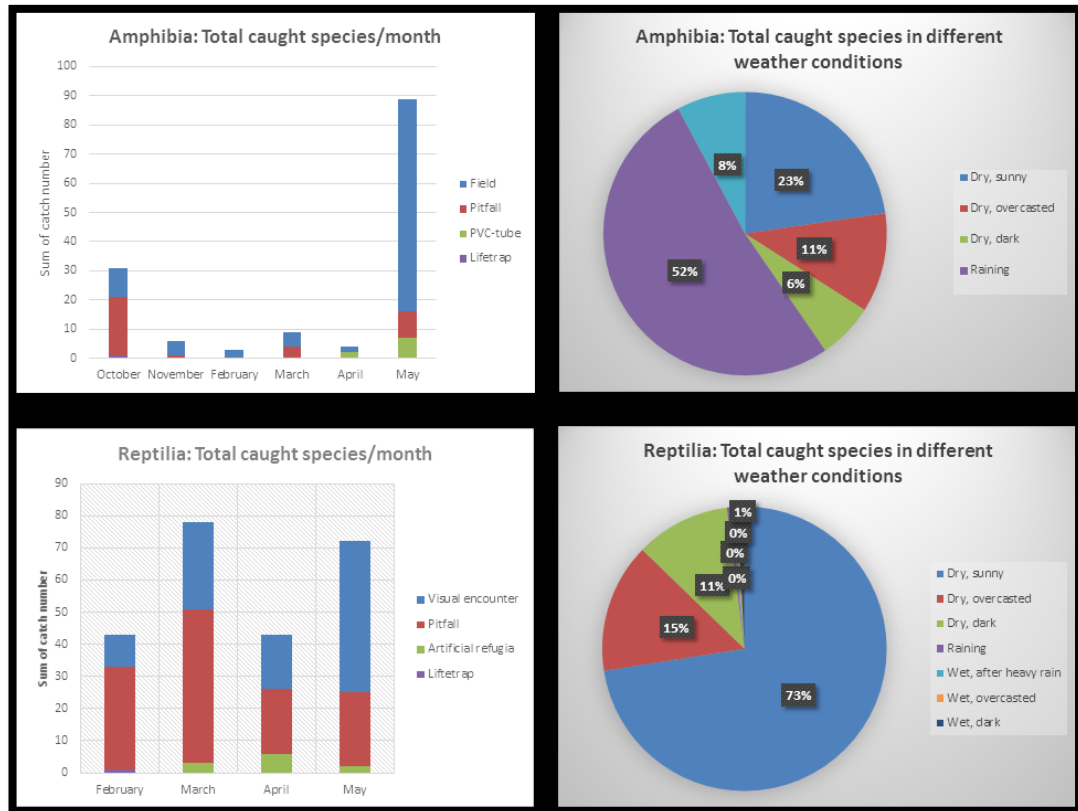 Amphibia: Total caught species/month
100
90
80
70
60
50
40
30
20
10
0
Sum of catch number
October November February March April May
Field
Pitfall
PVC-tube
Lifetrap
Amphibia: Total caught species in different
weather conditions
8%
23%
11%
52%
6%
Dry, sunny
Dry, overcasted
Dry, dark
Raining
Reptilia: Total caught species/month
90
80
70
60
50
40
30
20
10
0
Sum of catch number
February March April May
Visual encounter
Pitfall
Artificial refugia
Liftetrap
Reptilia: Total caught species in different
weather conditions
1%
0%
0%
0%
11%
15%
73%
Dry, sunny
Dry, overcasted
Dry, dark
Raining
Wet, after heavy rain
Wet, overcasted
Wet, dark